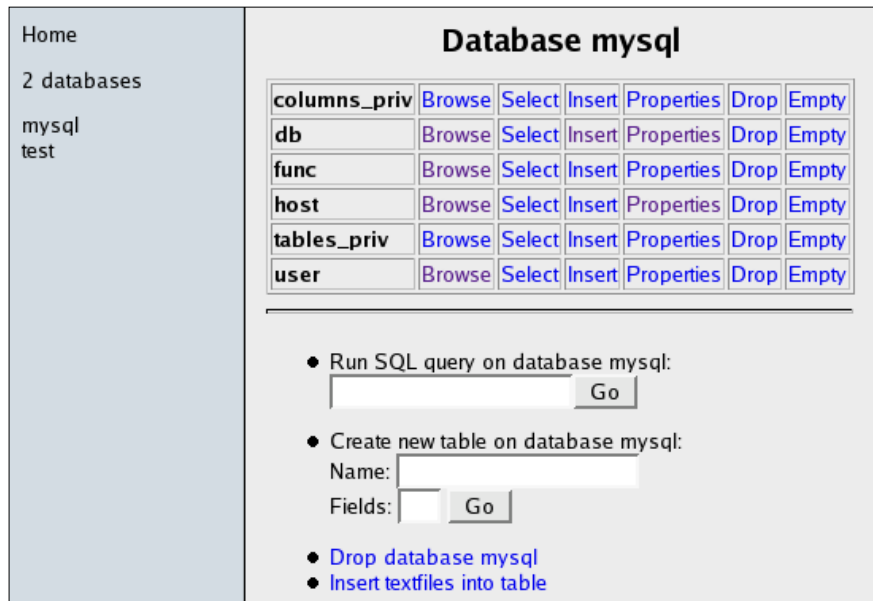 Home
2 databases
mysql
test
Database mysql
columns_priv Browse Select Insert Properties Drop Empty
db Browse Select Insert Properties Drop Empty
func Browse Select Insert Properties Drop Empty
host Browse Select Insert Properties Drop Empty
tables_priv Browse Select Insert Properties Drop Empty
user Browse Select Insert Properties Drop Empty
Run SQL query on database mysql:
Go
Create new table on database mysql:
Name:
Fields: Go
Drop database mysql
Insert textfiles into table